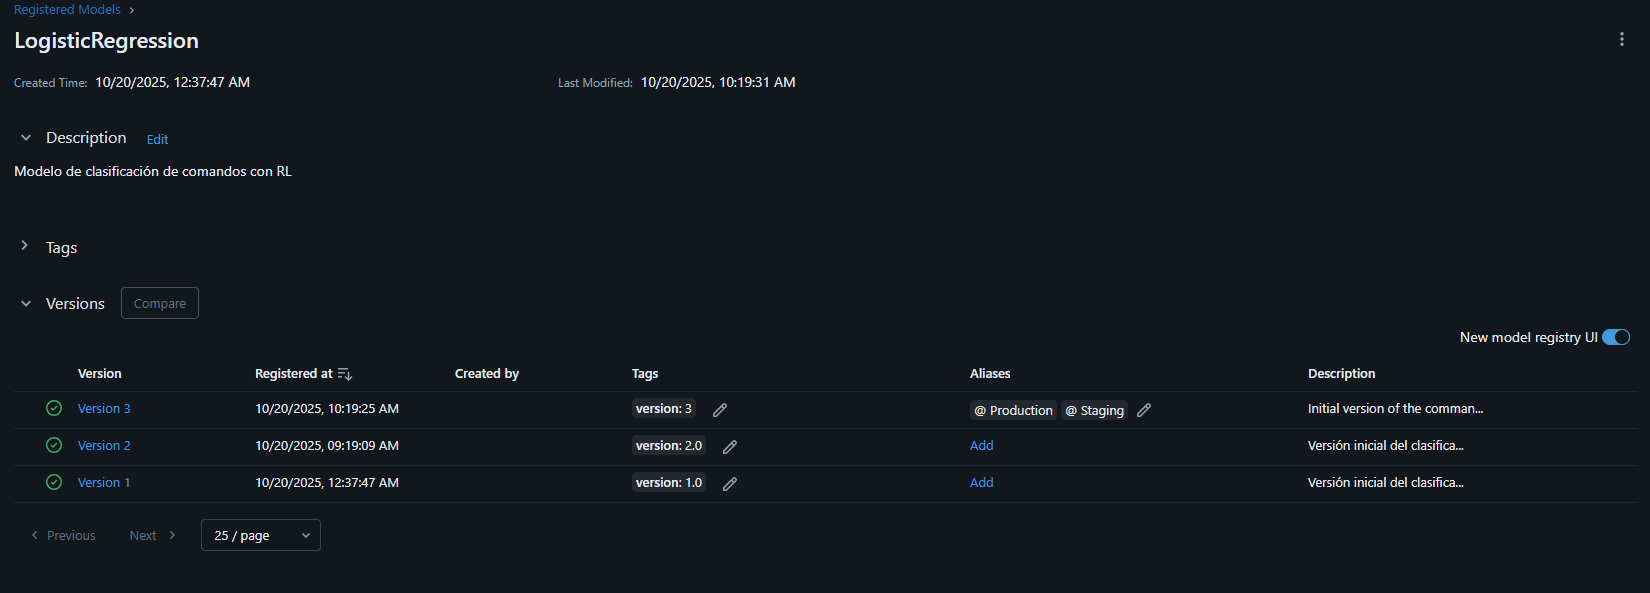 Registered Models
LogisticRegression
Created Time: 10/20/2025, 12:37:47 AM Last Modified: 10/20/2025, 10:19:31 AM
Description Edit
Modelo de clasificación de comandos con RL
Tags
Versions Compare
New model registry UI
Version Registered at Created by Tags Aliases Description
Version 3 10/20/2025, 10:19:25 AM version: 3 @ Production @ Staging Initial version of the comman...
Version 2 10/20/2025, 09:19:09 AM version: 2.0 Add Versión inicial del clasifica...
Version 1 10/20/2025, 12:37:47 AM version: 1.0 Add Versión inicial del clasifica...
Previous Next 25 / page